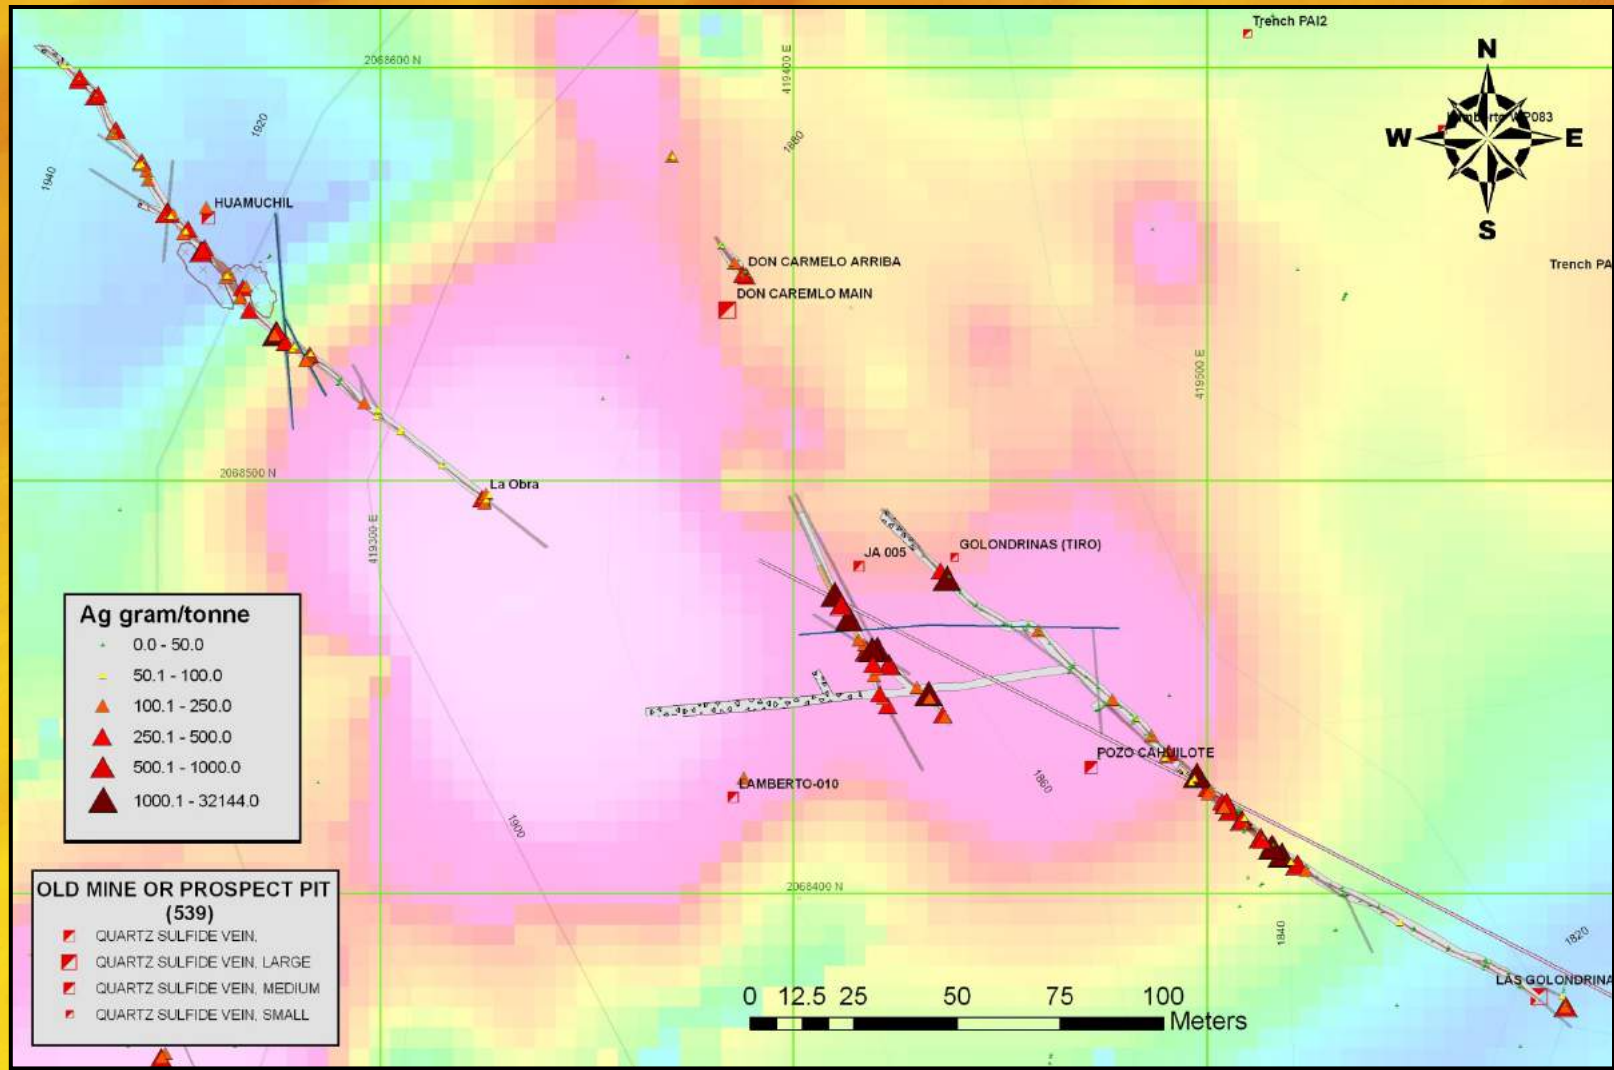 Trench PAI2
N
2068600 N
419400 E
W
E
S
1920
1880
1940
HUAMUCHIL
DON CARMELO ARRIBA
Trench PA
DON CAREMLO MAIN
419500 E
2068500 N
La Obra
419300 E
JA 005
GOLONDRINAS (TIRO)
Ag gram/tonne
0.0 - 50.0
50.1 - 100.0
100.1 - 250.0
250.1 - 500.0
500.1 - 1000.0
1000.1 - 32144.0
POZO CAHUILOTE
1860
LAMBERTO-010
1900
2068400 N
OLD MINE OR PROSPECT PIT
(539)
QUARTZ SULFIDE VEIN,
QUARTZ SULFIDE VEIN, LARGE
QUARTZ SULFIDE VEIN, MEDIUM
QUARTZ SULFIDE VEIN, SMALL
1840
1820
LAS GOLONDRINA
0 12.5 25 50 75 100
Meters